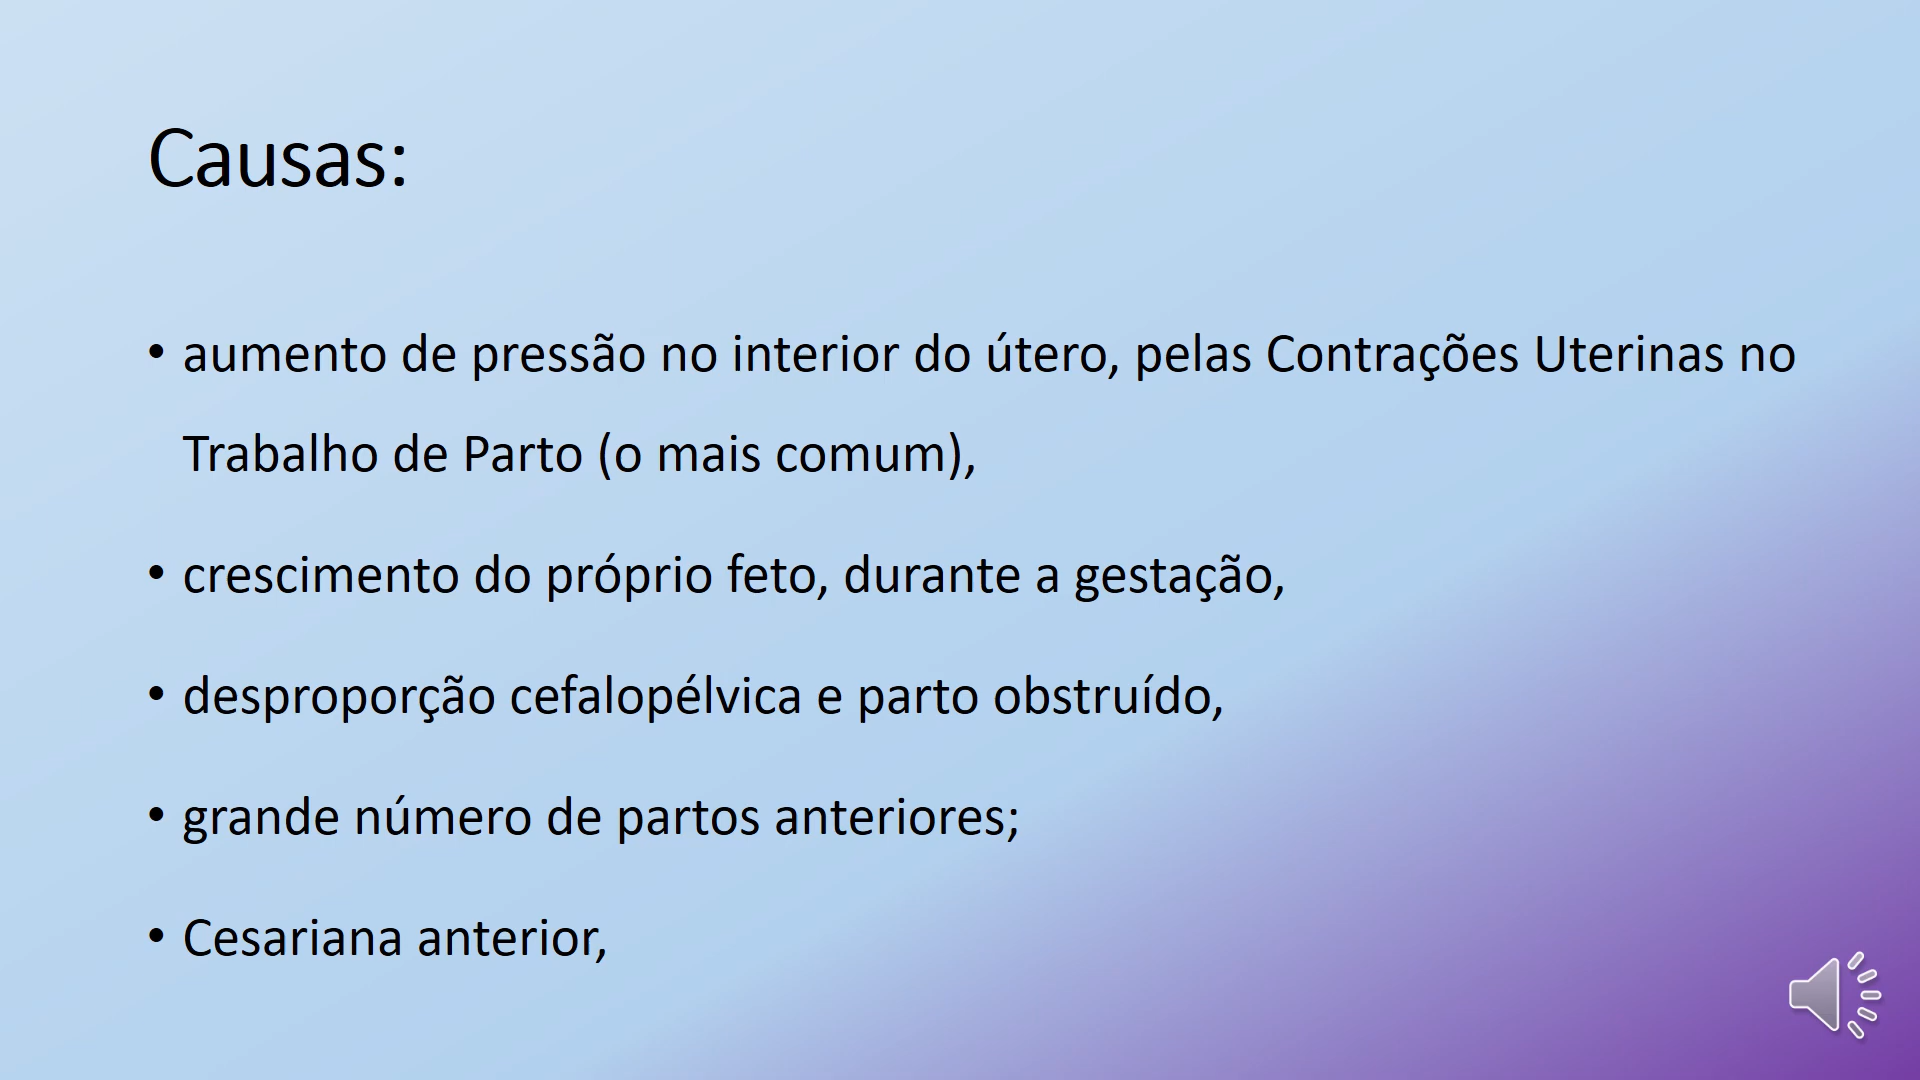 Causas:
• aumento de pressão no interior do útero, pelas Contrações Uterinas no
Trabalho de Parto (o mais comum),
• crescimento do próprio feto, durante a gestação,
• desproporção cefalopélvica e parto obstruído,
• grande número de partos anteriores;
• Cesariana anterior,